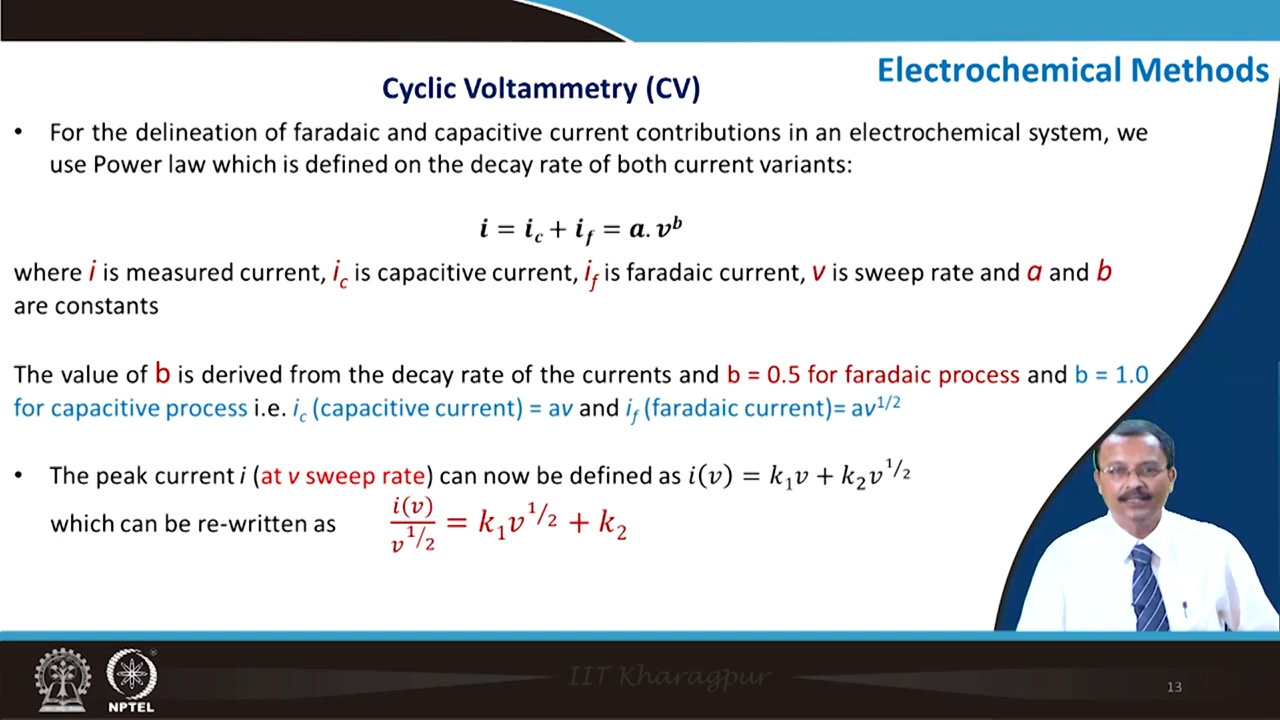 Electrochemical Methods
Cyclic Voltammetry (CV)
• For the delineation of faradaic and capacitive current contributions in an electrochemical system, we
use Power law which is defined on the decay rate of both current variants:
i = i_c + i_f = a. v^b
where i is measured current, i_c is capacitive current, i_f is faradaic current, v is sweep rate and a and b
are constants
The value of b is derived from the decay rate of the currents and b = 0.5 for faradaic process and b = 1.0
for capacitive process i.e. i_c (capacitive current) = av and i_f (faradaic current)= av^1/2
• The peak current i (at v sweep rate) can now be defined as i(v) = k_1v + k_2v^1/2
which can be re-written as i(v)/v^1/2 = k_1v^1/2 + k_2
IIT Kharagpur
NPTEL
13